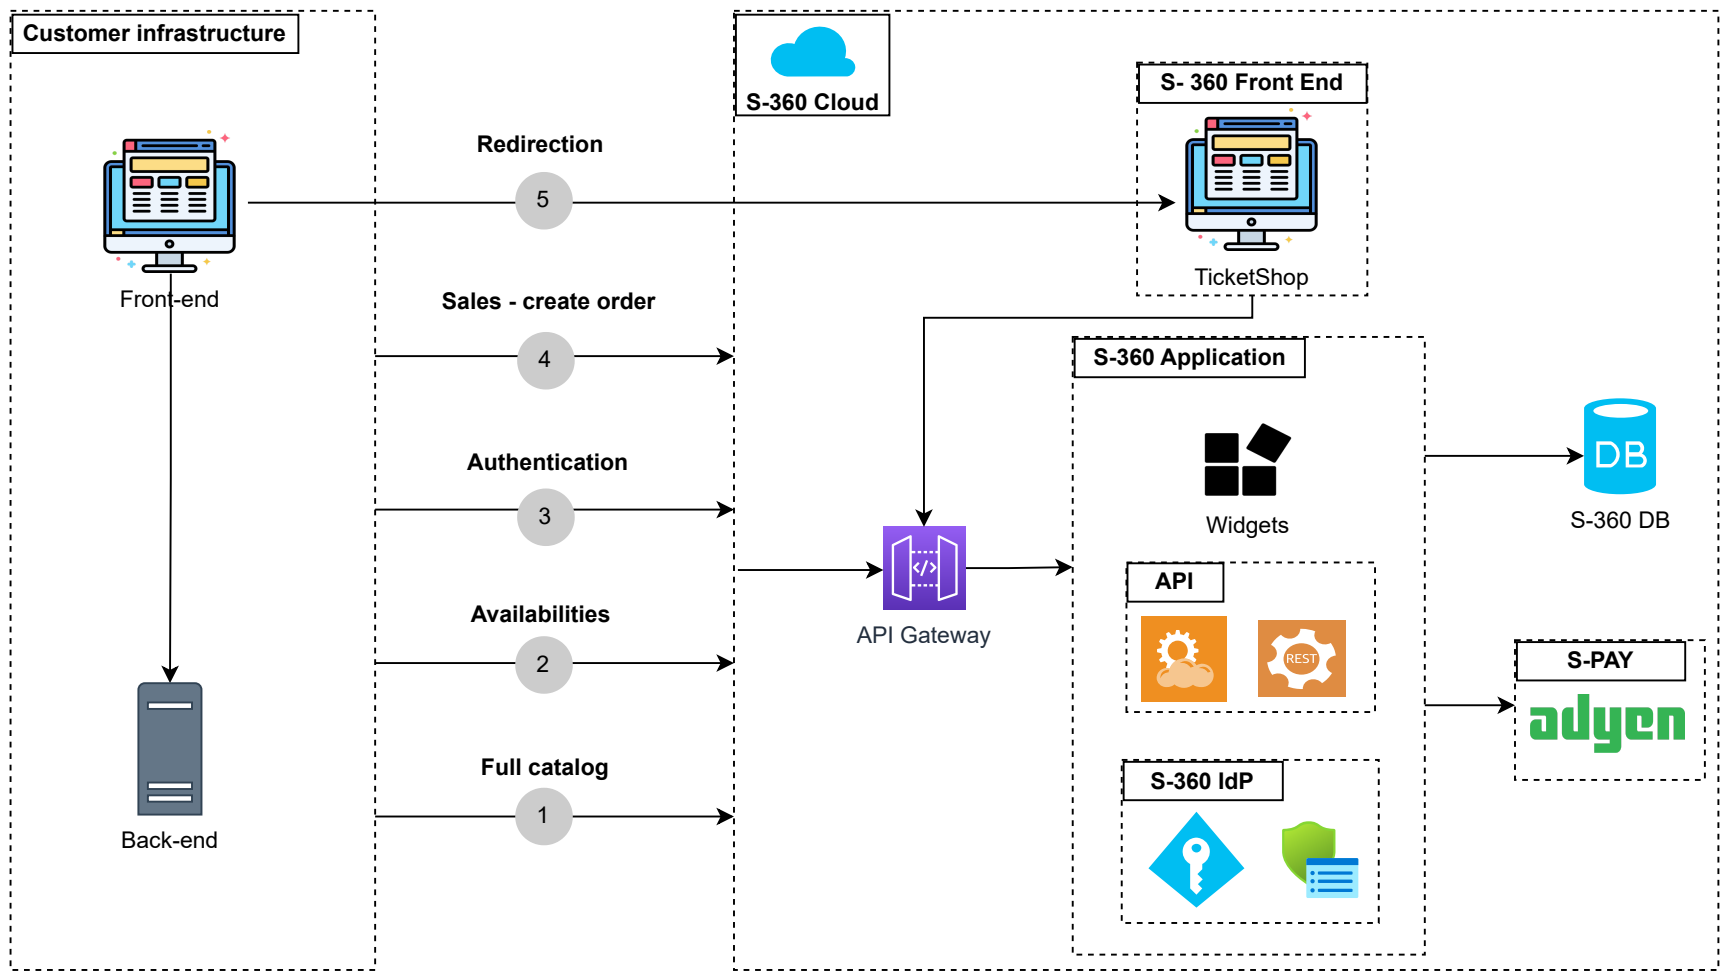 Customer infrastructure
Front-end
Back-end
Redirection
5
Sales - create order
4
Authentication
3
Availabilities
2
Full catalog
1
S-360 Cloud
S- 360 Front End
TicketShop
</>
API Gateway
S-360 Application
Widgets
API
REST
S-360 IdP
DB
S-360 DB
S-PAY
adyen